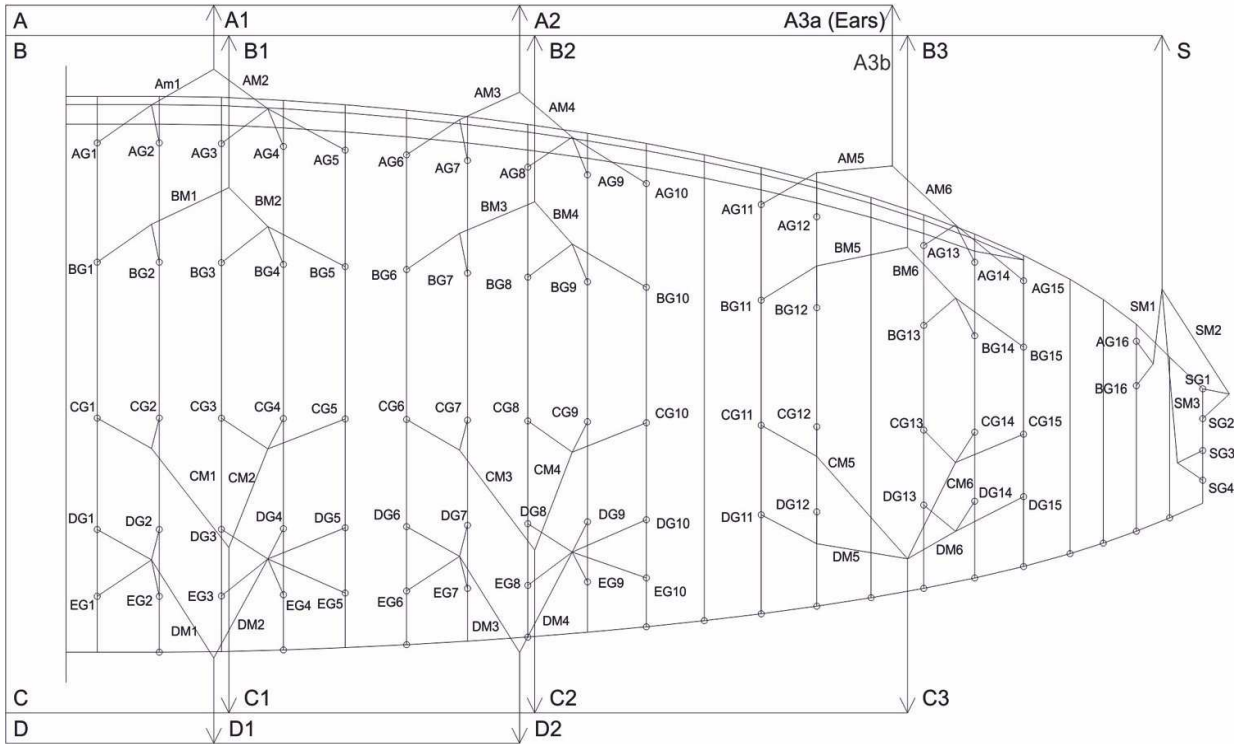 A A1 A2 A3a (Ears)
B B1 B2 A3b B3 S
Am1 AM2 AM3 AM4 AM5 AM6
AG1 AG2 AG3 AG4 AG5 AG6 AG7 AG8 AG9 AG10 AG11 AG12 AG13 AG14 AG15 AG16
BM1 BM2 BM3 BM4 BM5 BM6
BG1 BG2 BG3 BG4 BG5 BG6 BG7 BG8 BG9 BG10 BG11 BG12 BG13 BG14 BG15 BG16
SM1 SM2 SM3
SG1 SG2 SG3 SG4
CG1 CG2 CG3 CG4 CG5 CG6 CG7 CG8 CG9 CG10 CG11 CG12 CG13 CG14 CG15
CM1 CM2 CM3 CM4 CM5 CM6
DG1 DG2 DG3 DG4 DG5 DG6 DG7 DG8 DG9 DG10 DG11 DG12 DG13 DG14 DG15
EG1 EG2 EG3 EG4 EG5 EG6 EG7 EG8 EG9 EG10
DM1 DM2 DM3 DM4 DM5 DM6
C C1 C2 C3
D D1 D2